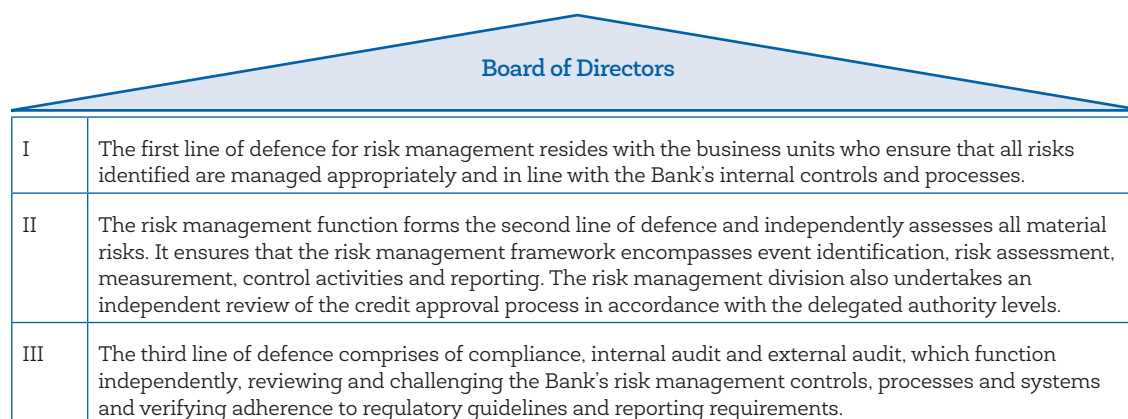 Board of Directors
I
The first line of defence for risk management resides with the business units who ensure that all risks
identified are managed appropriately and in line with the Bank's internal controls and processes.
II
The risk management function forms the second line of defence and independently assesses all material
risks. It ensures that the risk management framework encompasses event identification, risk assessment,
measurement, control activities and reporting. The risk management division also undertakes an
independent review of the credit approval process in accordance with the delegated authority levels.
III
The third line of defence comprises of compliance, internal audit and external audit, which function
independently, reviewing and challenging the Bank's risk management controls, processes and systems
and verifying adherence to regulatory guidelines and reporting requirements.